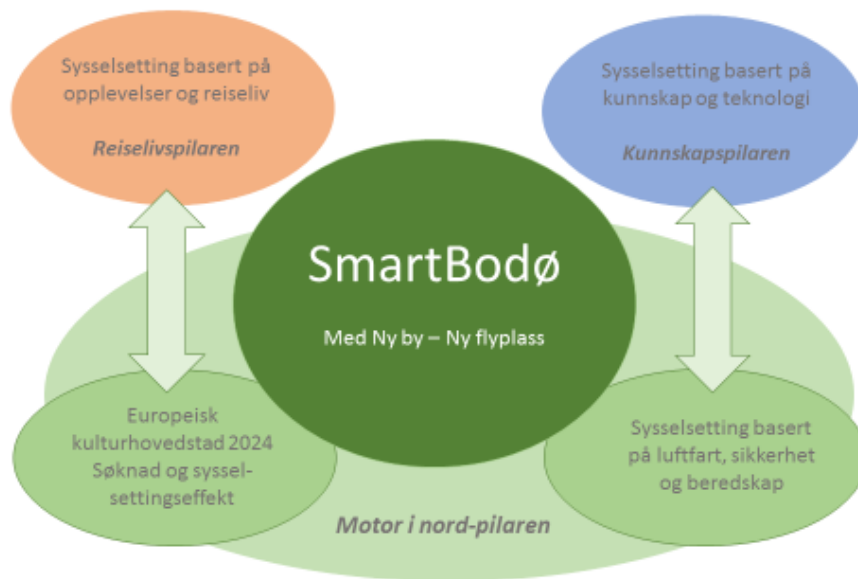 Sysselsetting basert på
opplevelser og reiseliv
Reiselivspilaren
Sysselsetting basert på
kunnskap og teknologi
Kunnskapspilaren
SmartBodø
Med Ny by – Ny flyplass
Europeisk
kulturhovedstad 2024
Søknad og syssel-
settingseffekt
Sysselsetting basert
på luftfart, sikkerhet
og beredskap
Motor i nord-pilaren